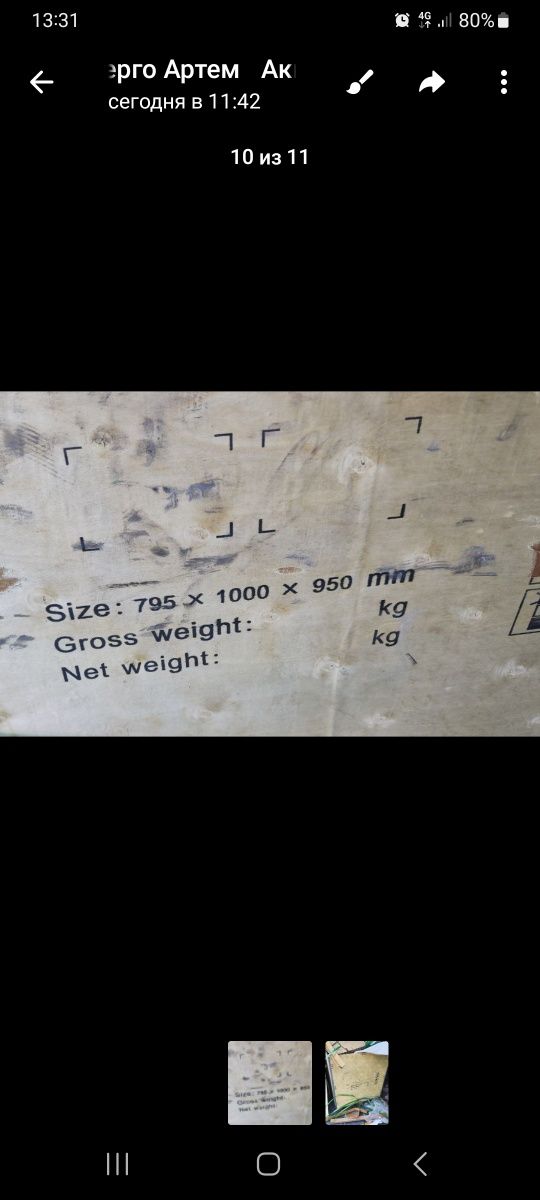 13:31
4G
80%
ерго Артем Ак
сегодня в 11:42
10 из 11
Size: 795 x 1000 x 950 mm
Gross weight: kg
Net weight: kg